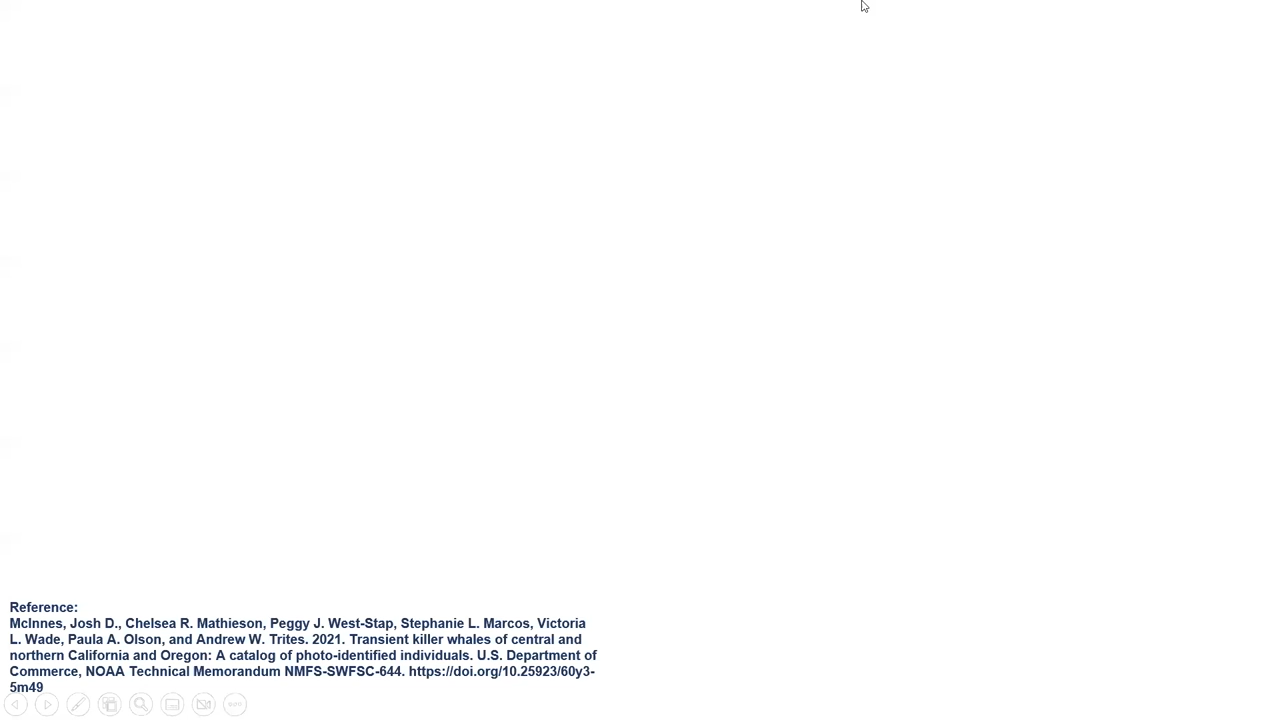 Reference:
McInnes, Josh D., Chelsea R. Mathieson, Peggy J. West-Stap, Stephanie L. Marcos, Victoria
L. Wade, Paula A. Olson, and Andrew W. Trites. 2021. Transient killer whales of central and
northern California and Oregon: A catalog of photo-identified individuals. U.S. Department of
Commerce, NOAA Technical Memorandum NMFS-SWFSC-644. https://doi.org/10.25923/60y3-
5m49